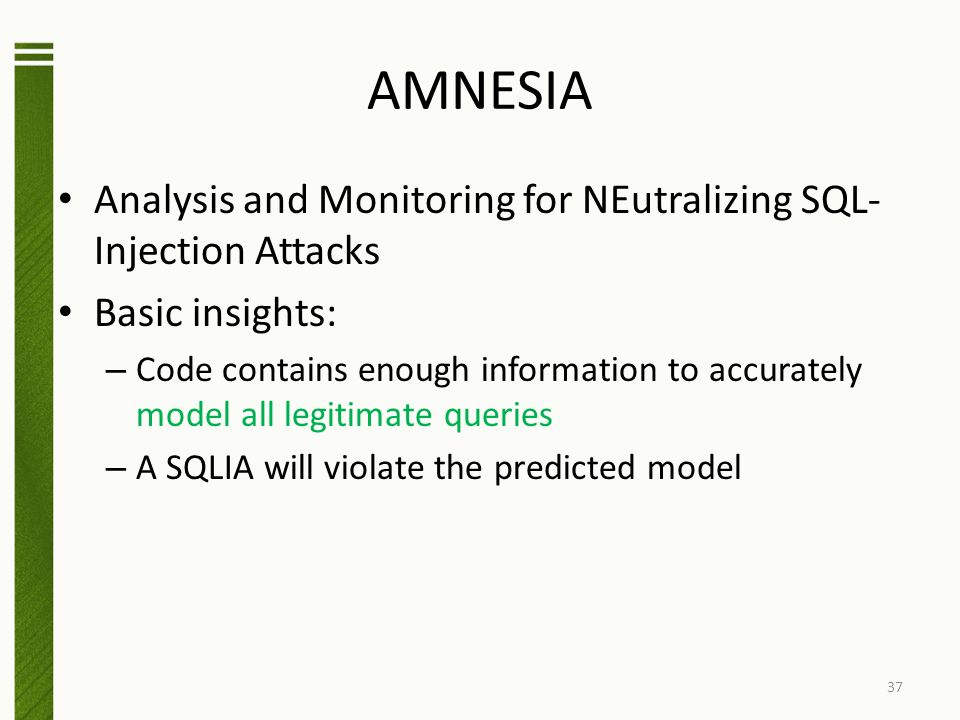 AMNESIA
• Analysis and Monitoring for NEutralizing SQL-
Injection Attacks
• Basic insights:
– Code contains enough information to accurately
model all legitimate queries
– A SQLIA will violate the predicted model
37